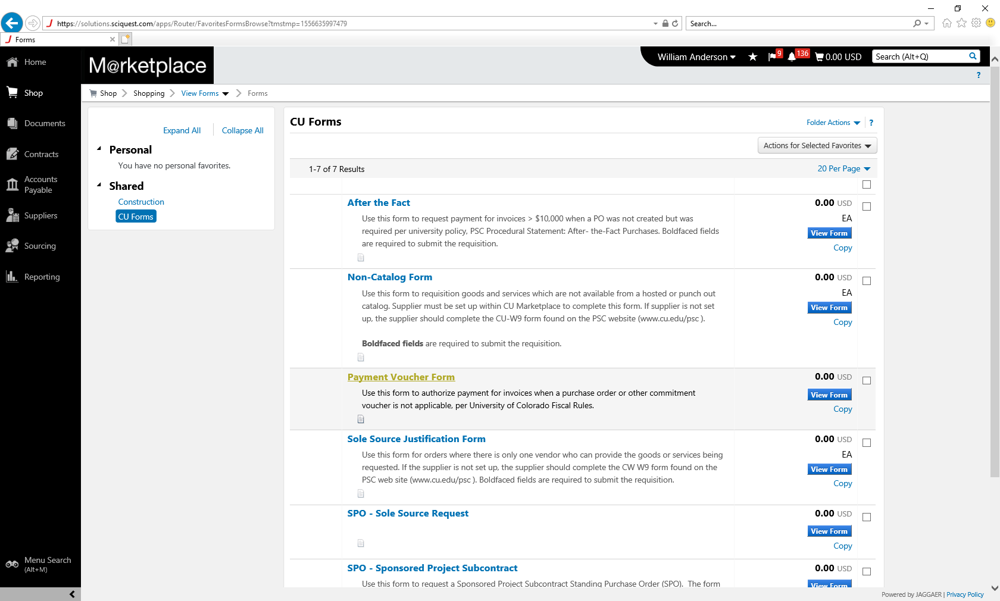 https://solutions.sciquest.com/apps/Router/FavoritesFormsBrowse?tmstmp=1556635997479
Search...
Forms
Home
Shop
Documents
Contracts
Accounts
Payable
Suppliers
Sourcing
Reporting
Menu Search
(Alt+M)
M@rketplace
William Anderson
9
136
0.00 USD
Search (Alt+Q)
?
Shop
Shopping
View Forms
Forms
Expand All
Collapse All
Personal
You have no personal favorites.
Shared
Construction
CU Forms
CU Forms
Folder Actions
?
Actions for Selected Favorites
1-7 of 7 Results
20 Per Page
After the Fact
0.00 USD
Use this form to request payment for invoices > $10,000 when a PO was not created but was
required per university policy, PSC Procedural Statement: After- the-Fact Purchases. Boldfaced fields
are required to submit the requisition.
EA
View Form
Copy
Non-Catalog Form
0.00 USD
Use this form to requisition goods and services which are not available from a hosted or punch out
catalog. Supplier must be set up within CU Marketplace to complete this form. If supplier is not set
up, the supplier should complete the CU-W9 form found on the PSC website (www.cu.edu/psc ).
Boldfaced fields are required to submit the requisition.
EA
View Form
Copy
Payment Voucher Form
0.00 USD
Use this form to authorize payment for invoices when a purchase order or other commitment
voucher is not applicable, per University of Colorado Fiscal Rules.
View Form
Copy
Sole Source Justification Form
0.00 USD
Use this form for orders where there is only one vendor who can provide the goods or services being
requested. If the supplier is not set up, the supplier should complete the CW W9 form found on the
PSC web site (www.cu.edu/psc ). Boldfaced fields are required to submit the requisition.
EA
View Form
Copy
SPO - Sole Source Request
0.00 USD
View Form
Copy
SPO - Sponsored Project Subcontract
0.00 USD
Use this form to request a Sponsored Project Subcontract Standing Purchase Order (SPO). The form
View Form
Powered by JAGGAER | Privacy Policy